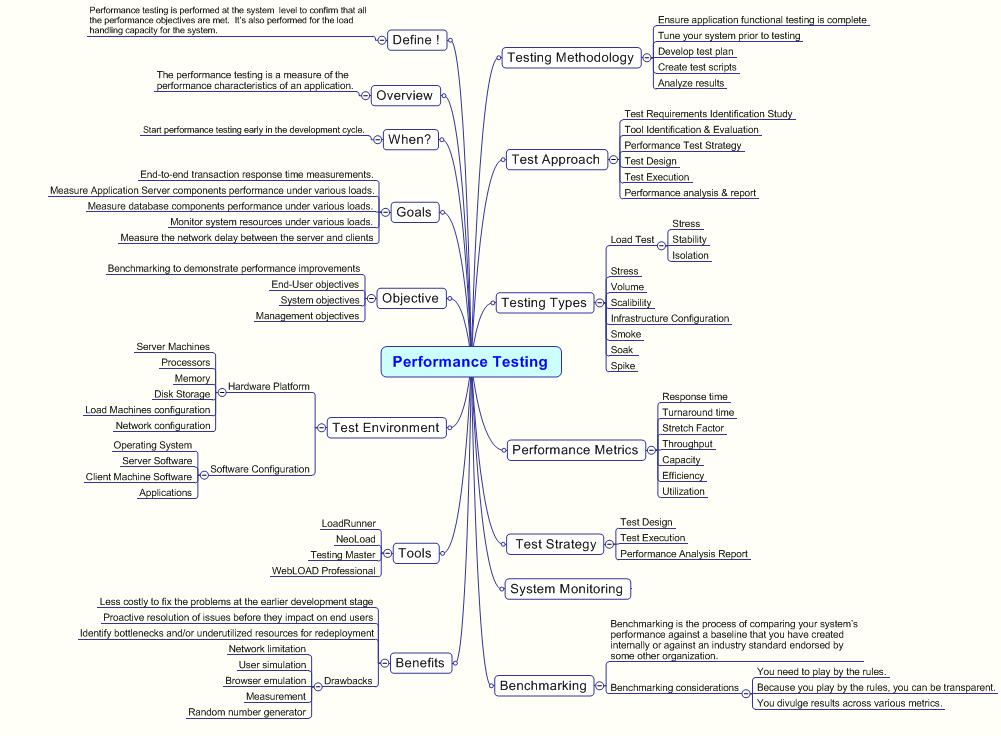 Performance Testing
Define !
Performance testing is performed at the system level to confirm that all
the performance objectives are met. It's also performed for the load
handling capacity for the system.
Overview
The performance testing is a measure of the
performance characteristics of an application.
When?
Start performance testing early in the development cycle.
Goals
End-to-end transaction response time measurements.
Measure Application Server components performance under various loads.
Measure database components performance under various loads.
Monitor system resources under various loads.
Measure the network delay between the server and clients
Objective
Benchmarking to demonstrate performance improvements
End-User objectives
System objectives
Management objectives
Test Environment
Hardware Platform
Server Machines
Processors
Memory
Disk Storage
Load Machines configuration
Network configuration
Software Configuration
Operating System
Server Software
Client Machine Software
Applications
Tools
LoadRunner
NeoLoad
Testing Master
WebLOAD Professional
Benefits
Less costly to fix the problems at the earlier development stage
Proactive resolution of issues before they impact on end users
Identify bottlenecks and/or underutilized resources for redeployment
Drawbacks
Network limitation
User simulation
Browser emulation
Measurement
Random number generator
Testing Methodology
Ensure application functional testing is complete
Tune your system prior to testing
Develop test plan
Create test scripts
Analyze results
Test Approach
Test Requirements Identification Study
Tool Identification & Evaluation
Performance Test Strategy
Test Design
Test Execution
Performance analysis & report
Testing Types
Load Test
Stress
Stability
Isolation
Stress
Volume
Scalibility
Infrastructure Configuration
Smoke
Soak
Spike
Performance Metrics
Response time
Turnaround time
Stretch Factor
Throughput
Capacity
Efficiency
Utilization
Test Strategy
Test Design
Test Execution
Performance Analysis Report
System Monitoring
Benchmarking
Benchmarking is the process of comparing your system's
performance against a baseline that you have created
internally or against an industry standard endorsed by
some other organization.
Benchmarking considerations
You need to play by the rules.
Because you play by the rules, you can be transparent.
You divulge results across various metrics.